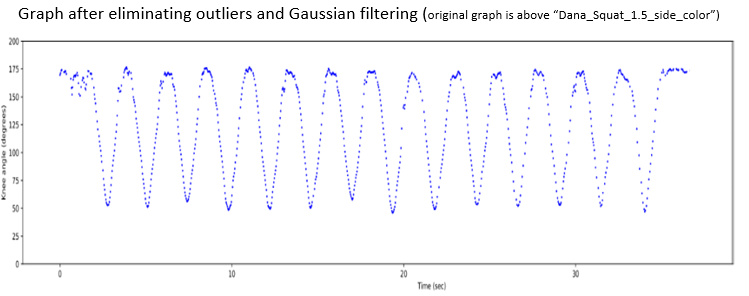 Graph after eliminating outliers and Gaussian filtering (original graph is above “Dana_Squat_1.5_side_color”)
200
175
150
125
100
75
50
25
0
Knee angle (degrees)
0 10 20 30
Time (sec)